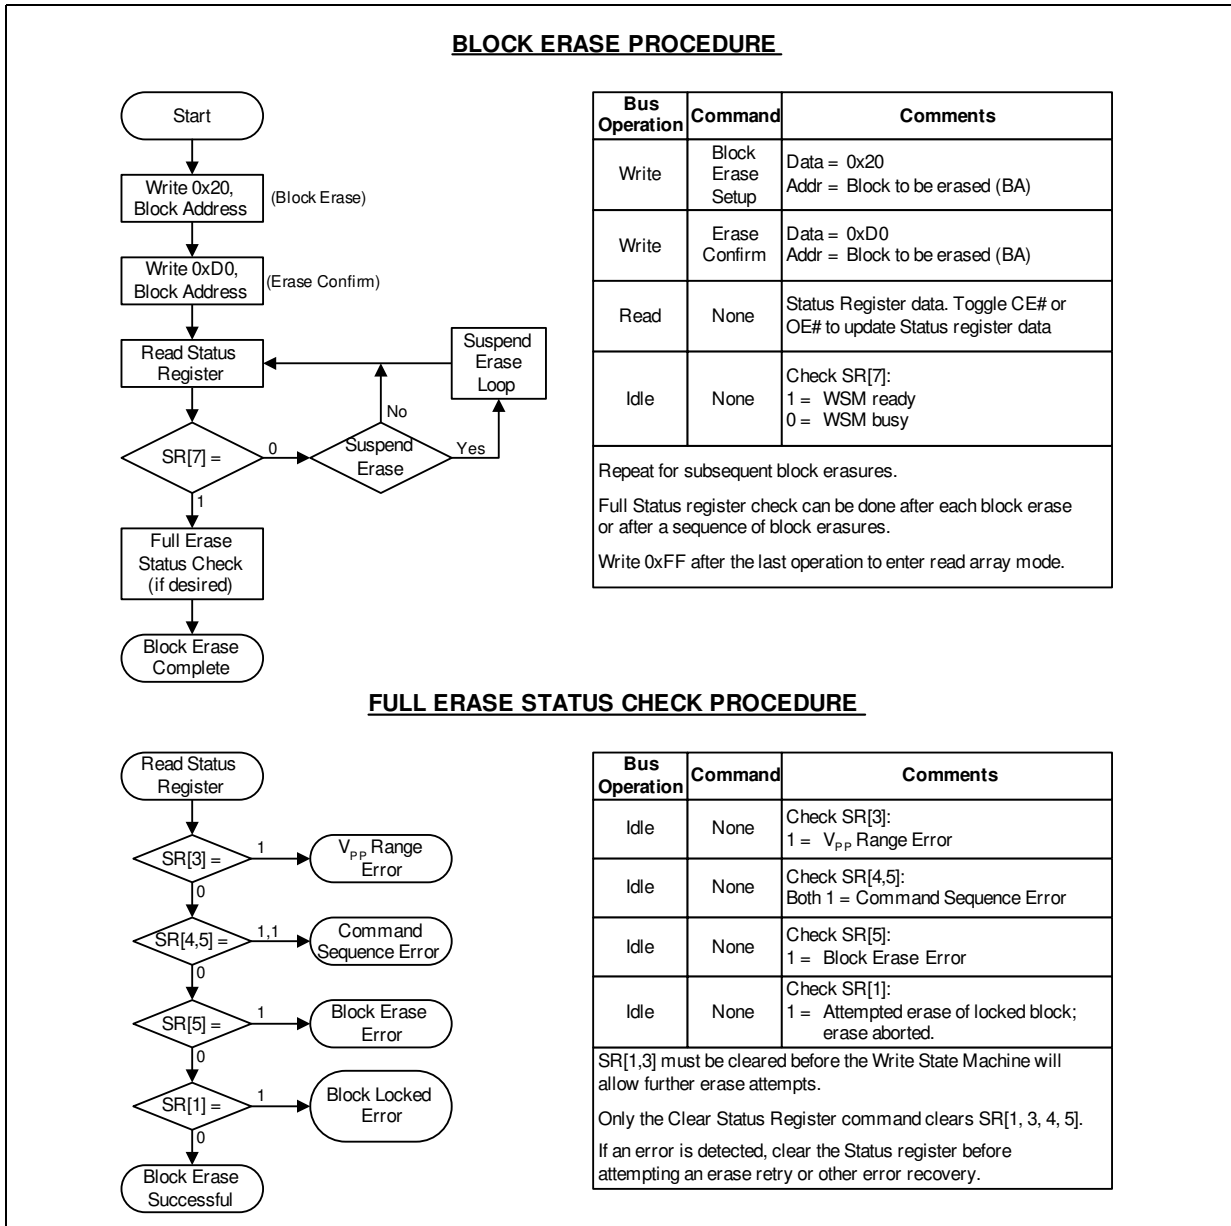 BLOCK ERASE PROCEDURE
Start
Write 0x20,
Block Address
(Block Erase)
Write 0xD0,
Block Address
(Erase Confirm)
Read Status
Register
Suspend
Erase
Loop
No
SR[7] =
0
Suspend
Erase
Yes
1
Full Erase
Status Check
(if desired)
Block Erase
Complete
Bus
Operation
Command
Comments
Write
Block
Erase
Setup
Data = 0x20
Addr = Block to be erased (BA)
Write
Erase
Confirm
Data = 0xD0
Addr = Block to be erased (BA)
Read
None
Status Register data. Toggle CE# or
OE# to update Status register data
Idle
None
Check SR[7]:
1 = WSM ready
0 = WSM busy
Repeat for subsequent block erasures.
Full Status register check can be done after each block erase
or after a sequence of block erasures.
Write 0xFF after the last operation to enter read array mode.
FULL ERASE STATUS CHECK PROCEDURE
Read Status
Register
SR[3] =
1
VPP Range
Error
0
SR[4,5] =
1,1
Command
Sequence Error
0
SR[5] =
1
Block Erase
Error
0
SR[1] =
1
Block Locked
Error
0
Block Erase
Successful
Bus
Operation
Command
Comments
Idle
None
Check SR[3]:
1 = VPP Range Error
Idle
None
Check SR[4,5]:
Both 1 = Command Sequence Error
Idle
None
Check SR[5]:
1 = Block Erase Error
Idle
None
Check SR[1]:
1 = Attempted erase of locked block;
erase aborted.
SR[1,3] must be cleared before the Write State Machine will
allow further erase attempts.
Only the Clear Status Register command clears SR[1, 3, 4, 5].
If an error is detected, clear the Status register before
attempting an erase retry or other error recovery.